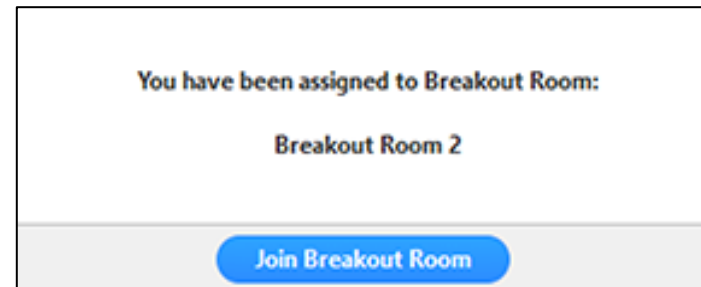 You have been assigned to Breakout Room:
Breakout Room 2
Join Breakout Room